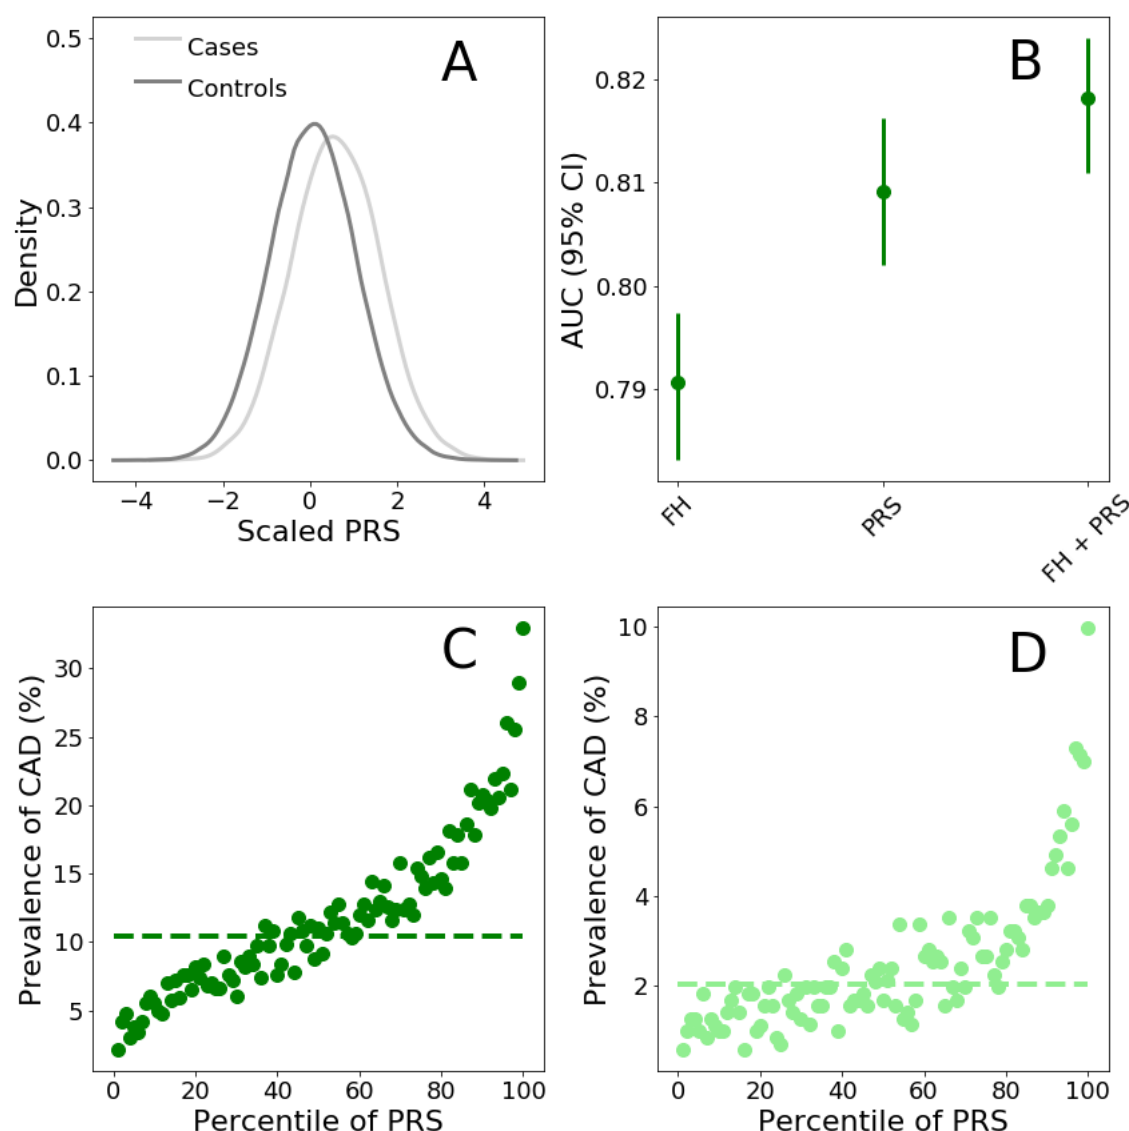 A
Cases
Controls
0.5
0.4
0.3
0.2
0.1
0.0
Density
−4 −2 0 2 4
Scaled PRS
B
0.82
0.81
0.80
0.79
AUC (95% CI)
FH
PRS
FH + PRS
C
30
25
20
15
10
5
Prevalence of CAD (%)
0 20 40 60 80 100
Percentile of PRS
D
10
8
6
4
2
Prevalence of CAD (%)
0 20 40 60 80 100
Percentile of PRS